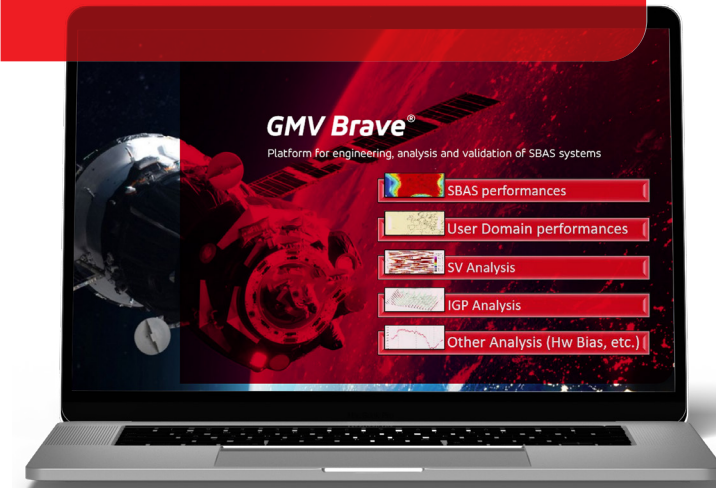 GMV Brave®
Platform for engineering, analysis and validation of SBAS systems
SBAS performances
User Domain performances
SV Analysis
IGP Analysis
Other Analysis (Hw Bias, etc.)